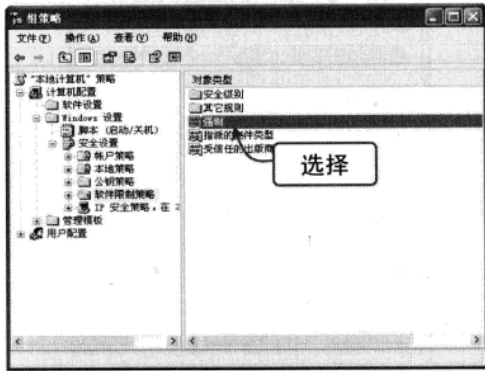 组策略
文件(F) 操作(A) 查看(V) 帮助(H)
"本地计算机" 策略
计算机配置
软件设置
Windows 设置
脚本 (启动/关机)
安全设置
帐户策略
本地策略
公钥策略
软件限制策略
IP 安全策略，在
管理模板
用户配置
对象类型
安全级别
其它规则
强制
指派的
件类型
受信任的出版商
选择